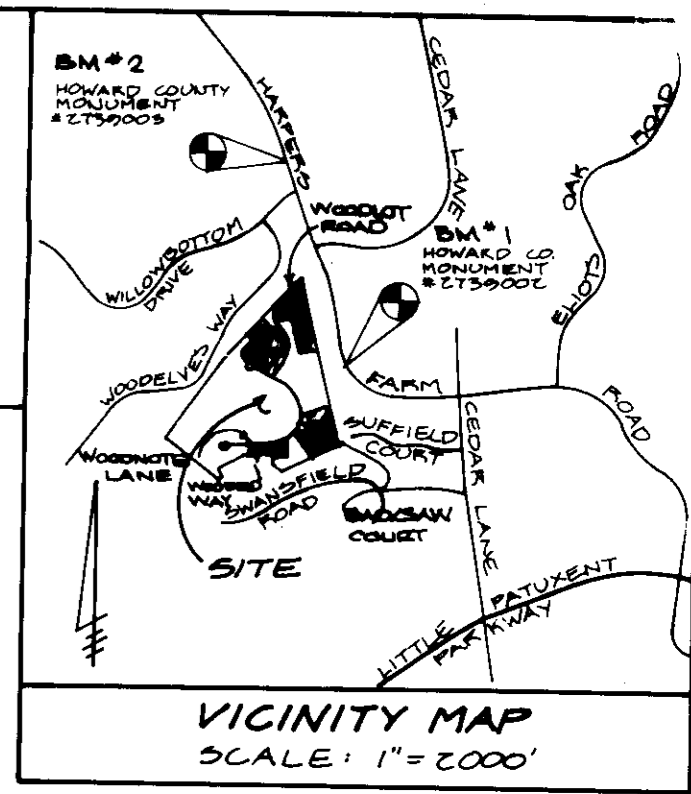 BM #2
HOWARD COUNTY
MONUMENT
#2739003
HARPERS
CEDAR LANE
OAK ROAD
WOODLOT
ROAD
BM #1
HOWARD CO.
MONUMENT
#2739002
WILLOWBOTTOM
DRIVE
ELIOTS
WOODELVES WAY
FARM
ROAD
SUFFIELD
COURT
CEDAR LANE
WOODNOTE
LANE
WAY
SWANSFIELD
ROAD
COURT
SITE
PATUXENT
LITTLE
PARKWAY
VICINITY MAP
SCALE: 1"=2000'